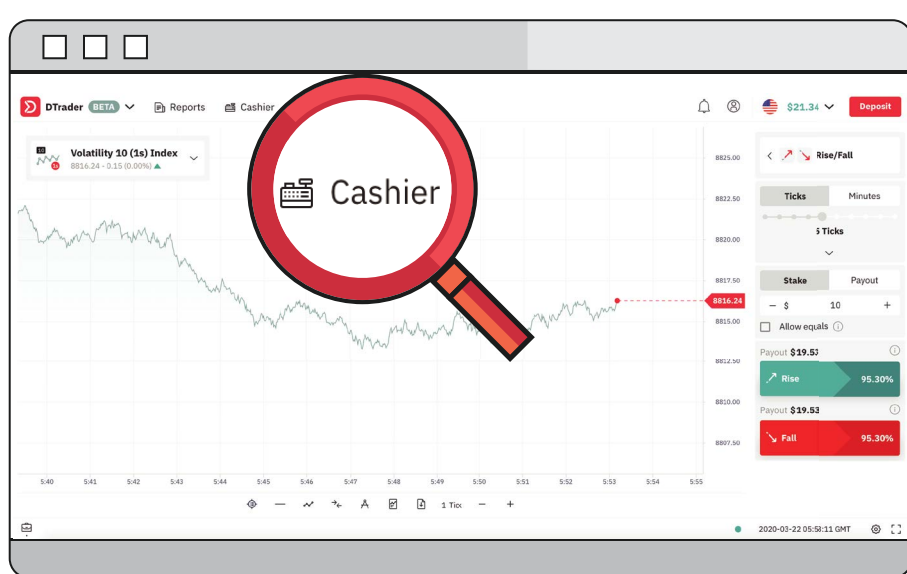 DTrader BETA Reports Cashier $21.34 Deposit
Cashier
10
1s
Volatility 10 (1s) Index
8816.24 - 0.15 (0.00%)
8825.00
8822.50
8820.00
8817.50
8816.24
8815.00
8812.50
8810.00
8807.50
5:40 5:41 5:42 5:43 5:44 5:45 5:46 5:47 5:48 5:49 5:50 5:51 5:52 5:53 5:54 5:55
1 Tick
Rise/Fall
Ticks Minutes
5 Ticks
Stake Payout
- $ 10 +
Allow equals
Payout $19.53
Rise 95.30%
Payout $19.53
Fall 95.30%
2020-03-22 05:53:11 GMT